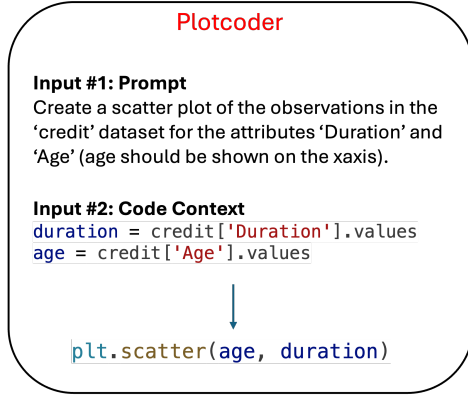 Plotcoder
Input #1: Prompt
Create a scatter plot of the observations in the
‘credit’ dataset for the attributes ‘Duration’ and
‘Age’ (age should be shown on the xaxis).
Input #2: Code Context
duration = credit['Duration'].values
age = credit['Age'].values
plt.scatter(age, duration)